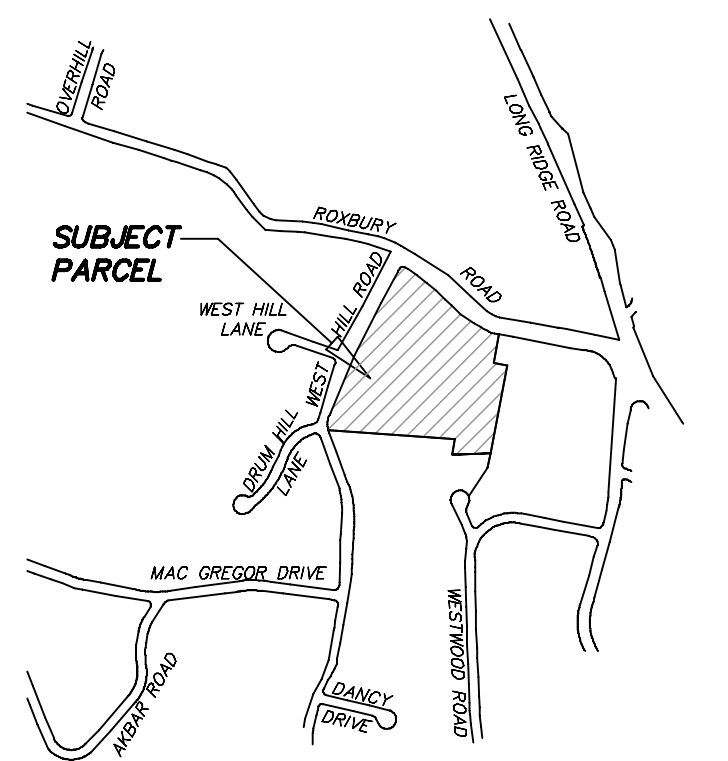 OVERHILL
ROAD
LONG RIDGE ROAD
ROXBURY
ROAD
SUBJECT
PARCEL
WEST HILL
LANE
WEST HILL ROAD
DRUM HILL
LANE
MAC GREGOR DRIVE
WESTWOOD ROAD
AKBAR ROAD
DANCY
DRIVE